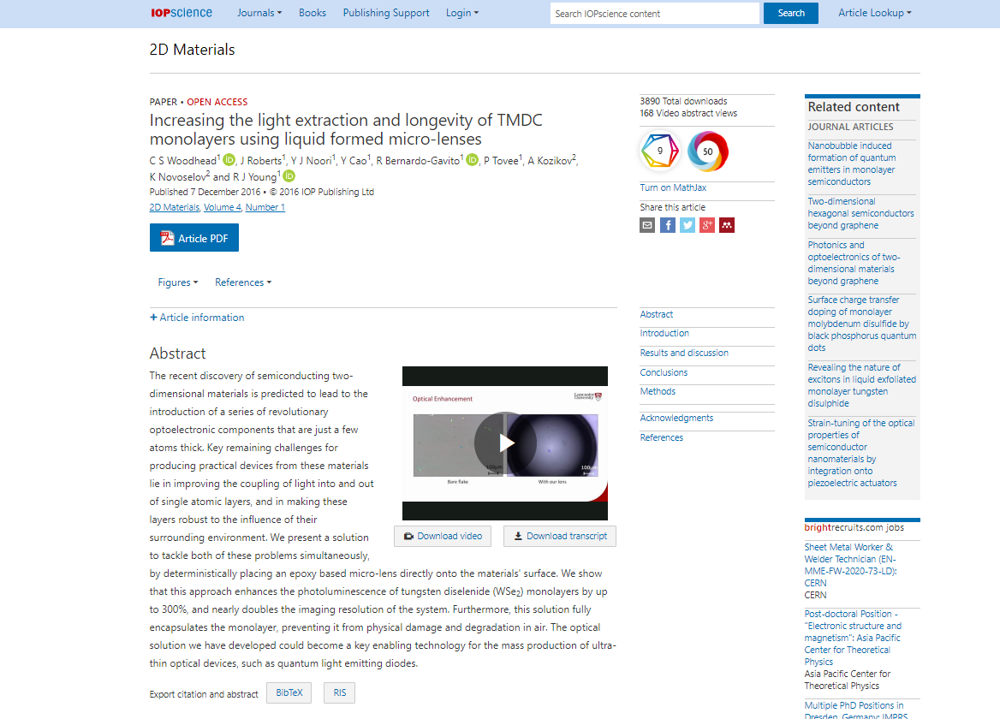 IOPscience Journals Books Publishing Support Login Search IOPscience content Search Article Lookup
2D Materials
PAPER • OPEN ACCESS
Increasing the light extraction and longevity of TMDC
monolayers using liquid formed micro-lenses
C S Woodhead1 iD, J Roberts1, Y J Noori1, Y Cao1, R Bernardo-Gavito1 iD, P Tovee1, A Kozikov2,
K Novoselov2 and R J Young1 iD
Published 7 December 2016 • © 2016 IOP Publishing Ltd
2D Materials, Volume 4, Number 1
Article PDF
Figures References
+ Article information
Abstract
The recent discovery of semiconducting two-
dimensional materials is predicted to lead to the
introduction of a series of revolutionary
optoelectronic components that are just a few
atoms thick. Key remaining challenges for
producing practical devices from these materials
lie in improving the coupling of light into and out
of single atomic layers, and in making these
layers robust to the influence of their
surrounding environment. We present a solution
to tackle both of these problems simultaneously,
by deterministically placing an epoxy based micro-lens directly onto the materials' surface. We show
that this approach enhances the photoluminescence of tungsten diselenide (WSe2) monolayers by up
to 300%, and nearly doubles the imaging resolution of the system. Furthermore, this solution fully
encapsulates the monolayer, preventing it from physical damage and degradation in air. The optical
solution we have developed could become a key enabling technology for the mass production of ultra-
thin optical devices, such as quantum light emitting diodes.
Optical Enhancement
Lancaster
University
100μm
100μm
Bare flake With our lens
Download video Download transcript
Export citation and abstract BibTeX RIS
3890 Total downloads
168 Video abstract views
9 50
Turn on MathJax
Share this article
f g+
Abstract
Introduction
Results and discussion
Conclusions
Methods
Acknowledgments
References
Related content
JOURNAL ARTICLES
Nanobubble induced
formation of quantum
emitters in monolayer
semiconductors
Two-dimensional
hexagonal semiconductors
beyond graphene
Photonics and
optoelectronics of two-
dimensional materials
beyond graphene
Surface charge transfer
doping of monolayer
molybdenum disulfide by
black phosphorus quantum
dots
Revealing the nature of
excitons in liquid exfoliated
monolayer tungsten
disulphide
Strain-tuning of the optical
properties of
semiconductor
nanomaterials by
integration onto
piezoelectric actuators
brightrecruits.com jobs
Sheet Metal Worker &
Welder Technician (EN-
MME-FW-2020-73-LD):
CERN
CERN
Post-doctoral Position -
"Electronic structure and
magnetism": Asia Pacific
Center for Theoretical
Physics
Asia Pacific Center for
Theoretical Physics
Multiple PhD Positions in
Dresden, Germany: IMPRS